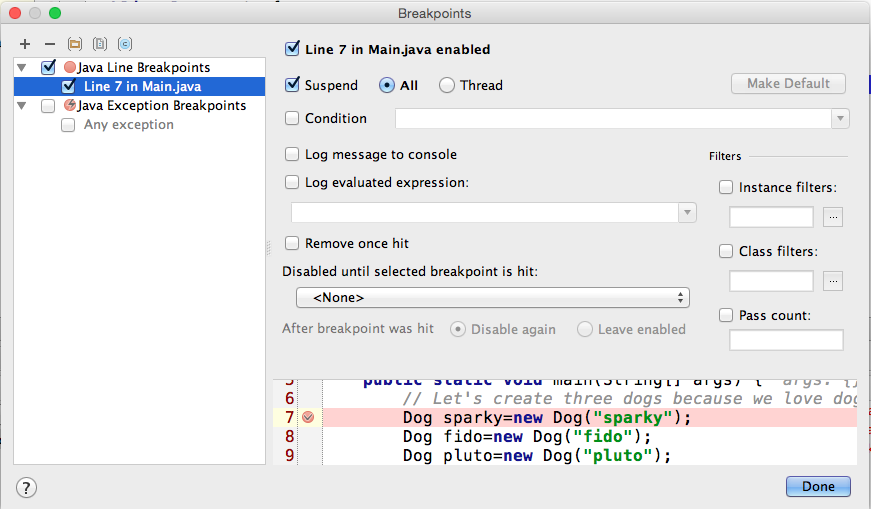 Breakpoints
Java Line Breakpoints
Line 7 in Main.java
Java Exception Breakpoints
Any exception
Line 7 in Main.java enabled
Suspend All Thread
Make Default
Condition
Log message to console
Log evaluated expression:
Remove once hit
Disabled until selected breakpoint is hit:
<None>
After breakpoint was hit Disable again Leave enabled
Filters
Instance filters:
...
Class filters:
...
Pass count:
5 public static void main(String[] args) { args: {}
6 // Let's create three dogs because we love dog
7 Dog sparky=new Dog("sparky");
8 Dog fido=new Dog("fido");
9 Dog pluto=new Dog("pluto");
?
Done